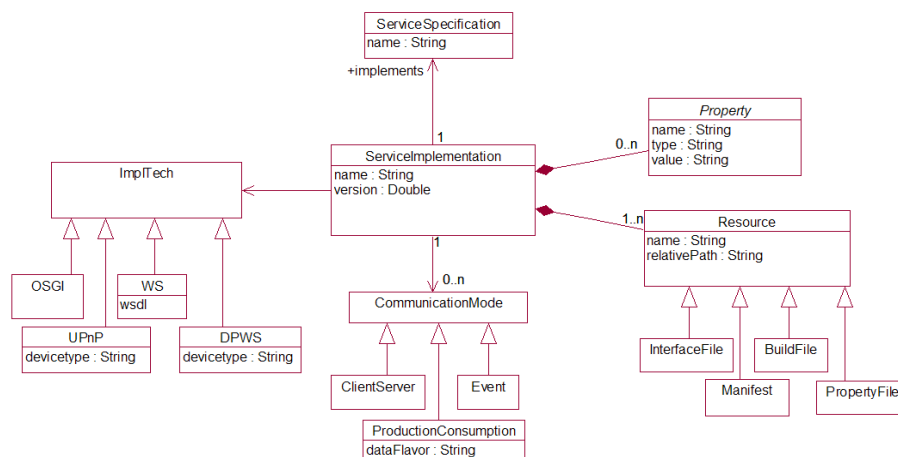 ServiceSpecification
name : String
+implements
1
ServiceImplementation
name : String
version : Double
1
0..n
Property
name : String
type : String
value : String
1..n
Resource
name : String
relativePath : String
ImplTech
OSGI
WS
wsdl
UPnP
devicetype : String
DPWS
devicetype : String
0..n
CommunicationMode
ClientServer
Event
ProductionConsumption
dataFlavor : String
InterfaceFile
BuildFile
Manifest
PropertyFile